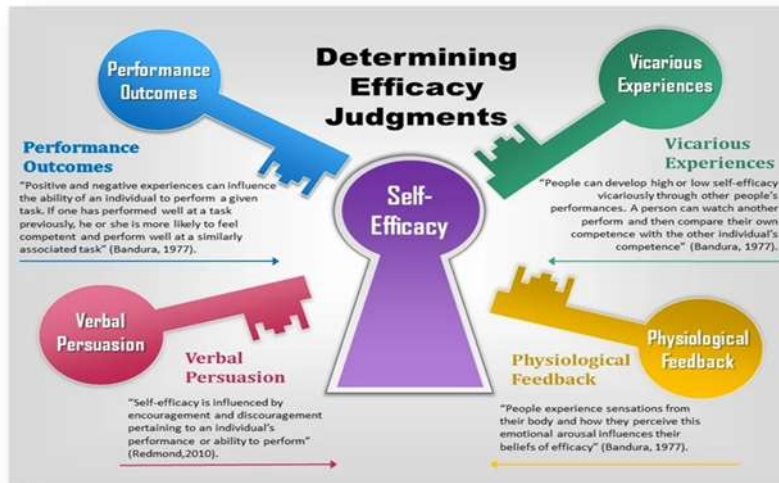 Determining
Efficacy
Judgments
Performance
Outcomes
Performance
Outcomes
“Positive and negative experiences can influence
the ability of an individual to perform a given
task. If one has performed well at a task
previously, he or she is more likely to feel
competent and perform well at a similarly
associated task” (Bandura, 1977).
Vicarious
Experiences
Vicarious
Experiences
“People can develop high or low self-efficacy
vicariously through other people’s
performances. A person can watch another
perform and then compare their own
competence with the other individual’s
competence” (Bandura, 1977).
Self-
Efficacy
Verbal
Persuasion
Verbal
Persuasion
“Self-efficacy is influenced by
encouragement and discouragement
pertaining to an individual’s
performance or ability to perform”
(Redmond,2010).
Physiological
Feedback
Physiological
Feedback
“People experience sensations from
their body and how they perceive this
emotional arousal influences their
beliefs of efficacy” (Bandura, 1977).